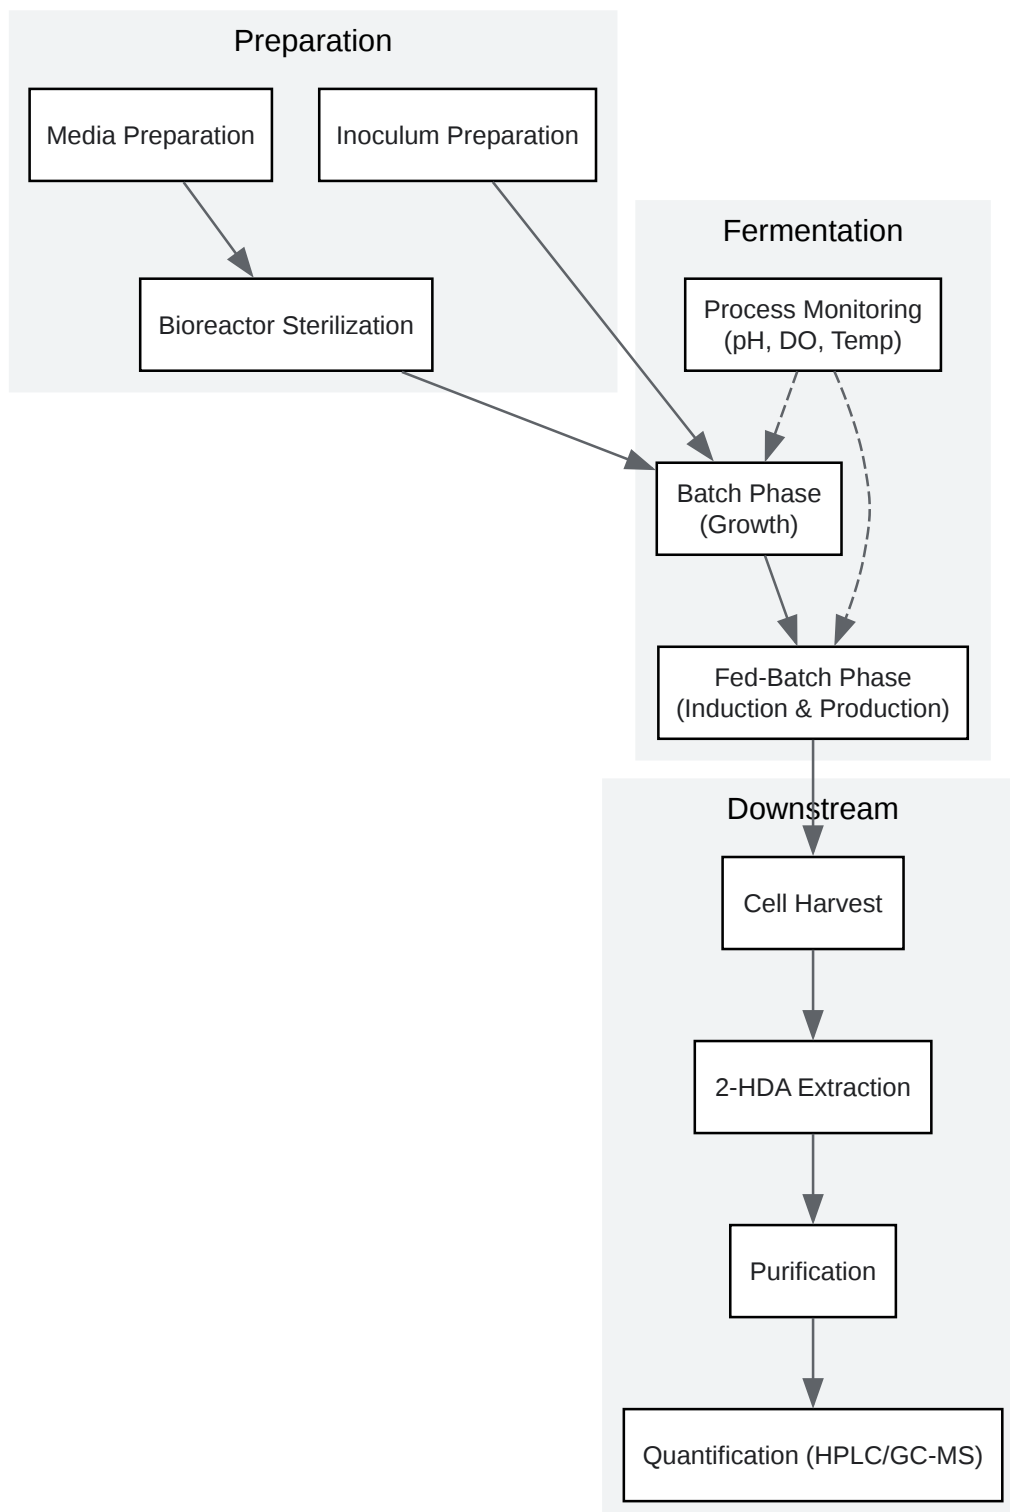 Preparation
Media Preparation
Inoculum Preparation
Bioreactor Sterilization
Fermentation
Process Monitoring
(pH, DO, Temp)
Batch Phase
(Growth)
Fed-Batch Phase
(Induction & Production)
Downstream
Cell Harvest
2-HDA Extraction
Purification
Quantification (HPLC/GC-MS)